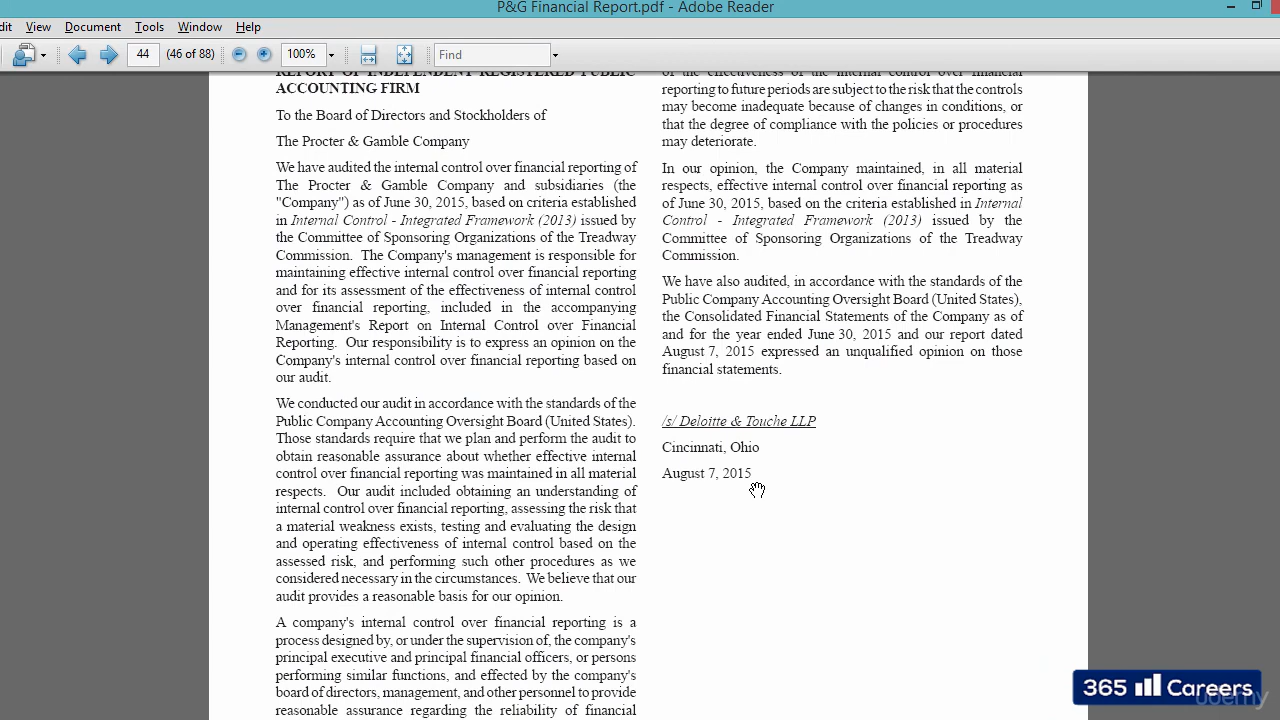 P&G Financial Report.pdf - Adobe Reader
dit View Document Tools Window Help
44 (46 of 88) 100% Find
REPORT OF INDEPENDENT REGISTERED PUBLIC
ACCOUNTING FIRM
To the Board of Directors and Stockholders of
The Procter & Gamble Company
We have audited the internal control over financial reporting of
The Procter & Gamble Company and subsidiaries (the
"Company") as of June 30, 2015, based on criteria established
in Internal Control - Integrated Framework (2013) issued by
the Committee of Sponsoring Organizations of the Treadway
Commission. The Company's management is responsible for
maintaining effective internal control over financial reporting
and for its assessment of the effectiveness of internal control
over financial reporting, included in the accompanying
Management's Report on Internal Control over Financial
Reporting. Our responsibility is to express an opinion on the
Company's internal control over financial reporting based on
our audit.
We conducted our audit in accordance with the standards of the
Public Company Accounting Oversight Board (United States).
Those standards require that we plan and perform the audit to
obtain reasonable assurance about whether effective internal
control over financial reporting was maintained in all material
respects. Our audit included obtaining an understanding of
internal control over financial reporting, assessing the risk that
a material weakness exists, testing and evaluating the design
and operating effectiveness of internal control based on the
assessed risk, and performing such other procedures as we
considered necessary in the circumstances. We believe that our
audit provides a reasonable basis for our opinion.
A company's internal control over financial reporting is a
process designed by, or under the supervision of, the company's
principal executive and principal financial officers, or persons
performing similar functions, and effected by the company's
board of directors, management, and other personnel to provide
reasonable assurance regarding the reliability of financial
of the effectiveness of the internal control over financial
reporting to future periods are subject to the risk that the controls
may become inadequate because of changes in conditions, or
that the degree of compliance with the policies or procedures
may deteriorate.
In our opinion, the Company maintained, in all material
respects, effective internal control over financial reporting as
of June 30, 2015, based on the criteria established in Internal
Control - Integrated Framework (2013) issued by the
Committee of Sponsoring Organizations of the Treadway
Commission.
We have also audited, in accordance with the standards of the
Public Company Accounting Oversight Board (United States),
the Consolidated Financial Statements of the Company as of
and for the year ended June 30, 2015 and our report dated
August 7, 2015 expressed an unqualified opinion on those
financial statements.
/s/ Deloitte & Touche LLP
Cincinnati, Ohio
August 7, 2015
365 Careers
udemy